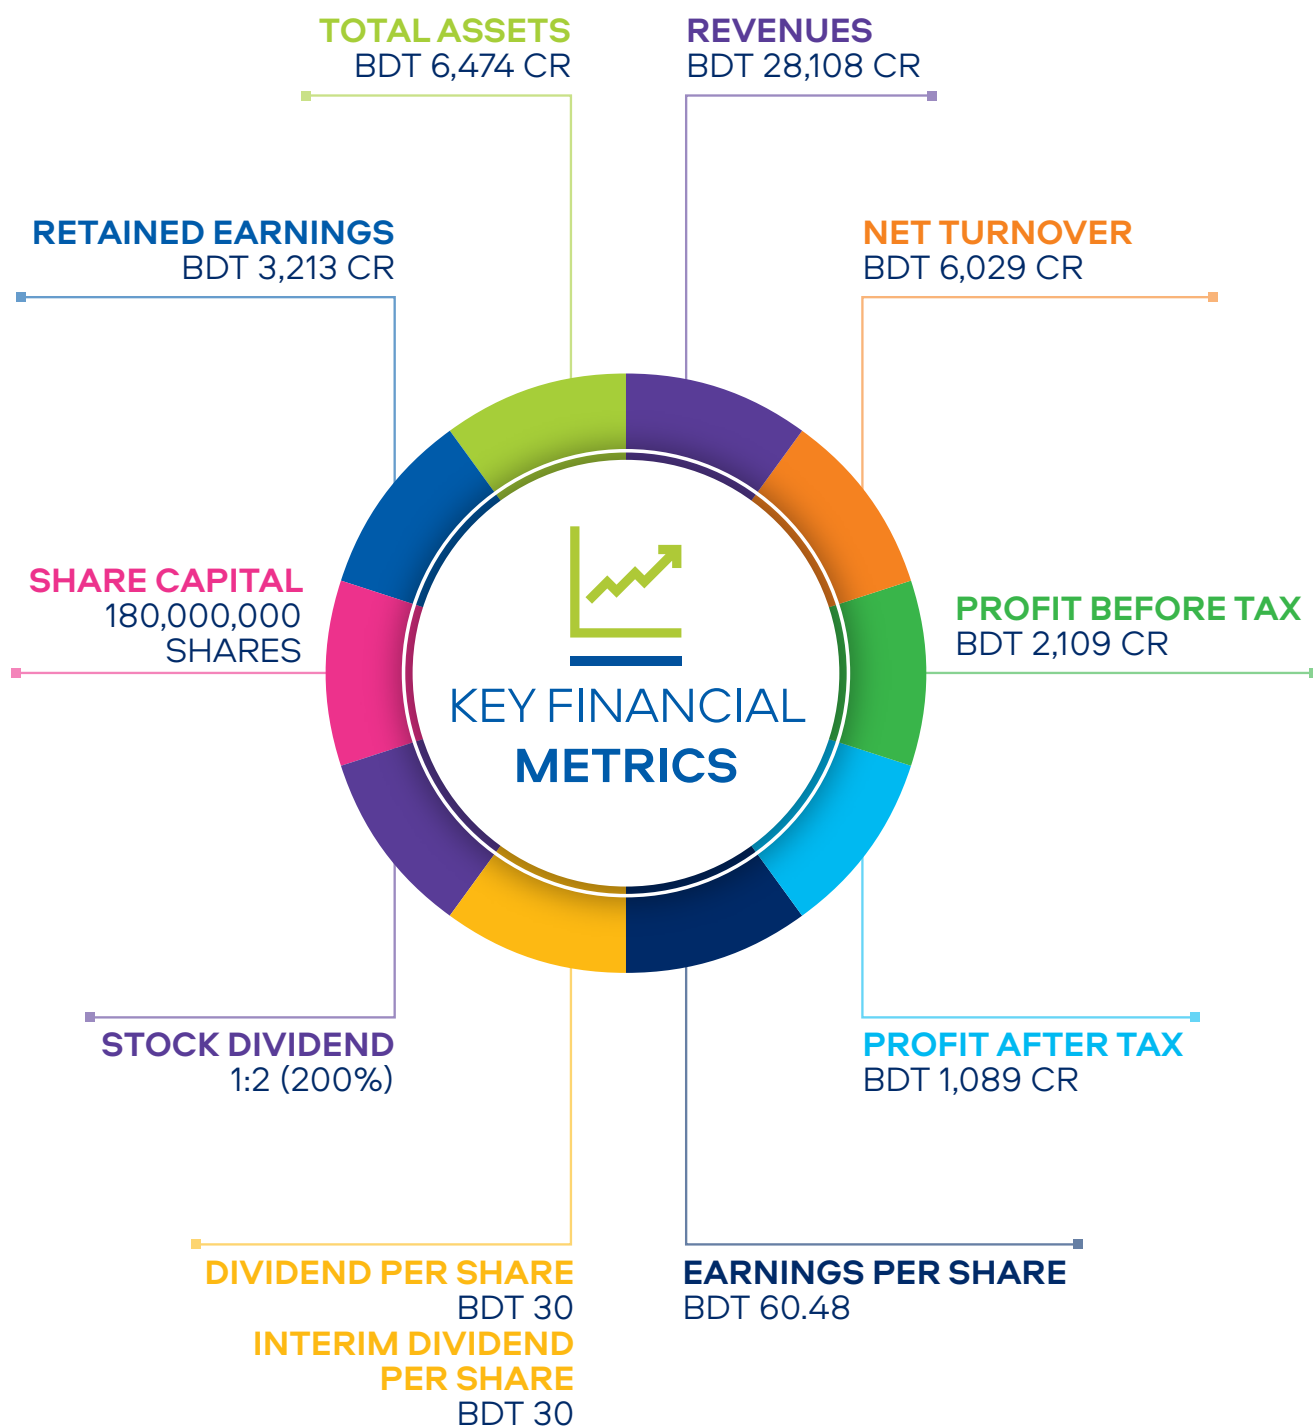 TOTAL ASSETS
BDT 6,474 CR
REVENUES
BDT 28,108 CR
RETAINED EARNINGS
BDT 3,213 CR
NET TURNOVER
BDT 6,029 CR
SHARE CAPITAL
180,000,000
SHARES
KEY FINANCIAL
METRICS
PROFIT BEFORE TAX
BDT 2,109 CR
STOCK DIVIDEND
1:2 (200%)
PROFIT AFTER TAX
BDT 1,089 CR
DIVIDEND PER SHARE
BDT 30
INTERIM DIVIDEND
PER SHARE
BDT 30
EARNINGS PER SHARE
BDT 60.48